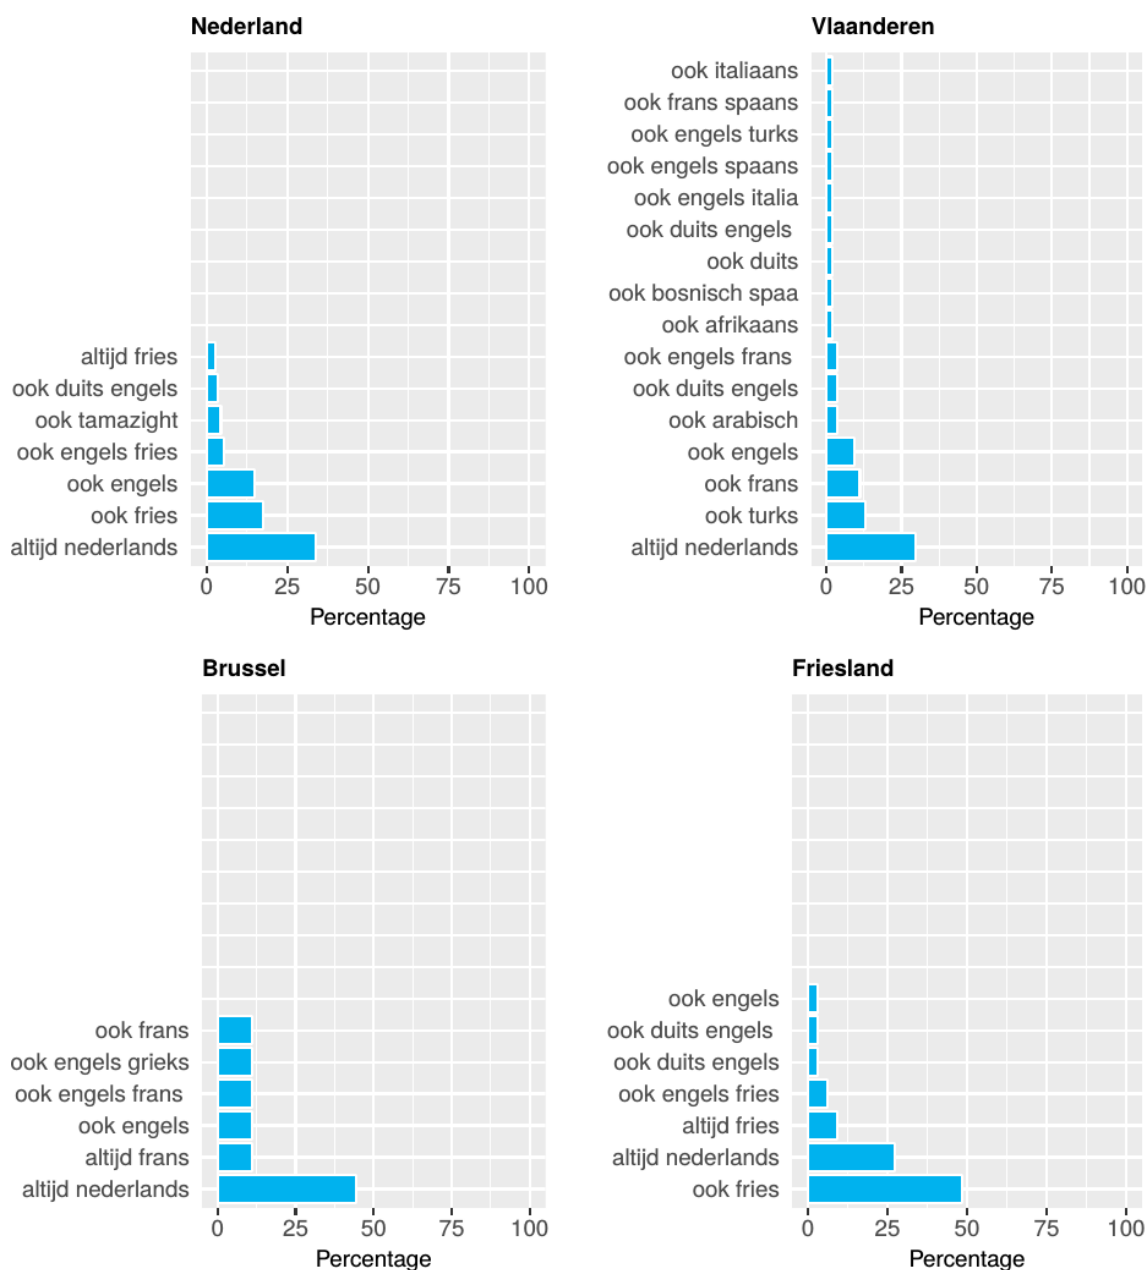 Nederland
altijd fries
ook duits engels
ook tamazight
ook engels fries
ook engels
ook fries
altijd nederlands
0 25 50 75 100
Percentage
Vlaanderen
ook italiaans
ook frans spaans
ook engels turks
ook engels spaans
ook engels italia
ook duits engels
ook duits
ook bosnisch spaa
ook afrikaans
ook engels frans
ook duits engels
ook arabisch
ook engels
ook frans
ook turks
altijd nederlands
0 25 50 75 100
Percentage
Brussel
ook frans
ook engels grieks
ook engels frans
ook engels
altijd frans
altijd nederlands
0 25 50 75 100
Percentage
Friesland
ook engels
ook duits engels
ook duits engels
ook engels fries
altijd fries
altijd nederlands
ook fries
0 25 50 75 100
Percentage